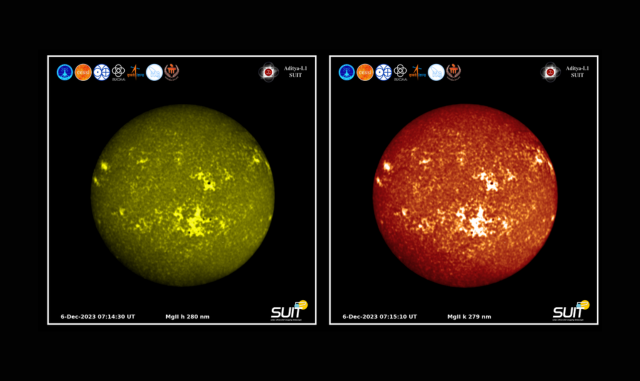 Aditya-L1
SUIT
SUIT
6-Dec-2023 07:14:30 UT
MgII h 280 nm
Aditya-L1
SUIT
SUIT
6-Dec-2023 07:15:10 UT
MgII k 279 nm